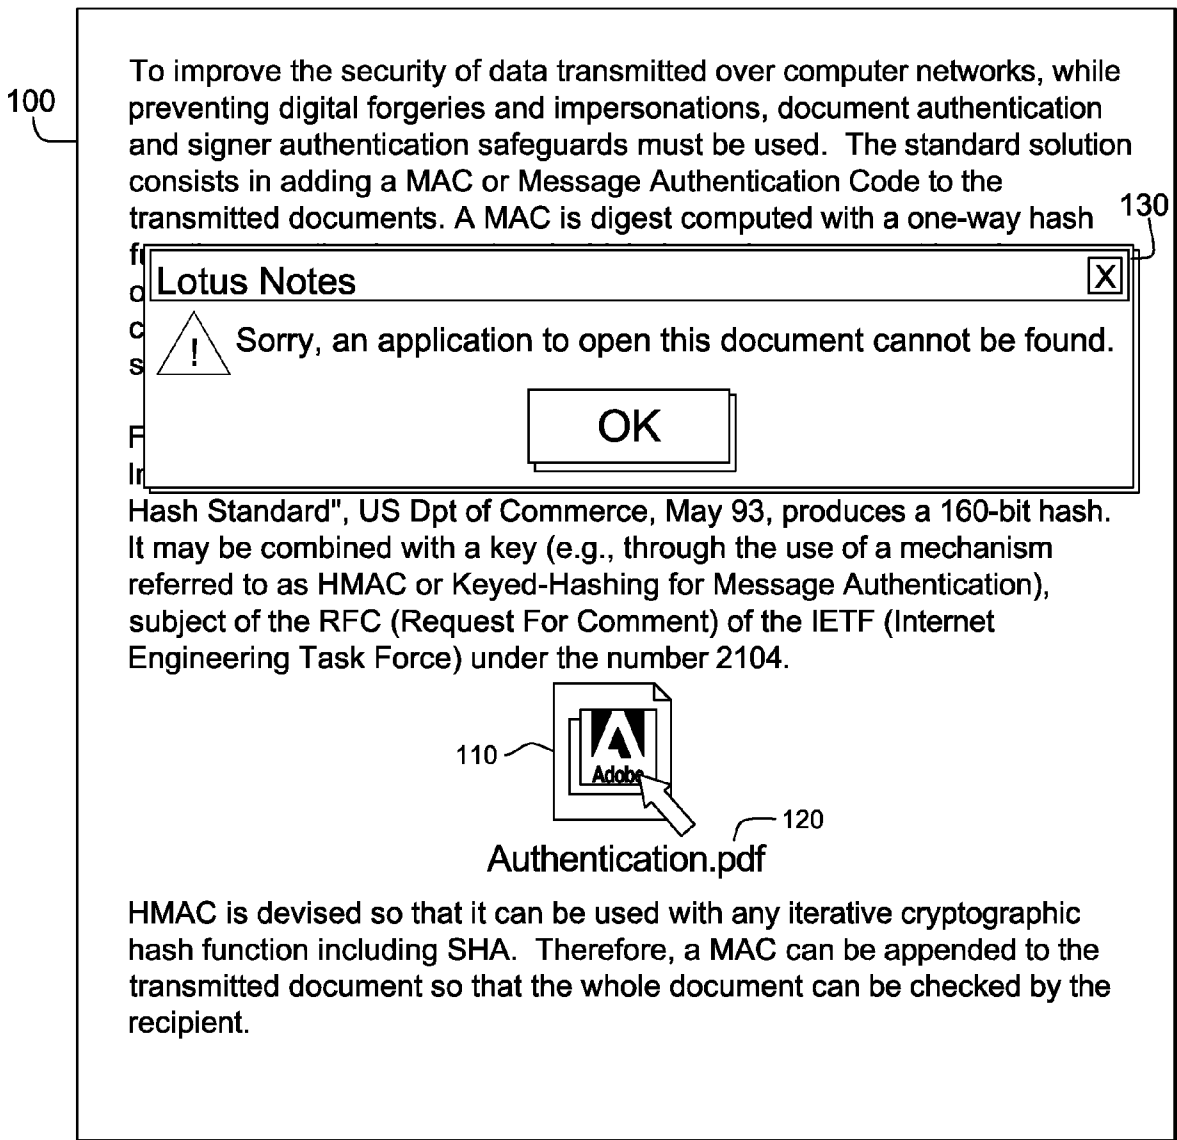 To improve the security of data transmitted over computer networks, while
100
preventing digital forgeries and impersonations, document authentication
and signer authentication safeguards must be used.  The standard solution
consists in adding a MAC or Message Authentication Code to the
transmitted documents. A MAC is digest computed with a one-way hash
130
Lotus Notes
X
! Sorry, an application to open this document cannot be found.
OK
Hash Standard", US Dpt of Commerce, May 93, produces a 160-bit hash.
It may be combined with a key (e.g., through the use of a mechanism
referred to as HMAC or Keyed-Hashing for Message Authentication),
subject of the RFC (Request For Comment) of the IETF (Internet
Engineering Task Force) under the number 2104.
110
Adobe
120
Authentication.pdf
HMAC is devised so that it can be used with any iterative cryptographic
hash function including SHA.  Therefore, a MAC can be appended to the
transmitted document so that the whole document can be checked by the
recipient.